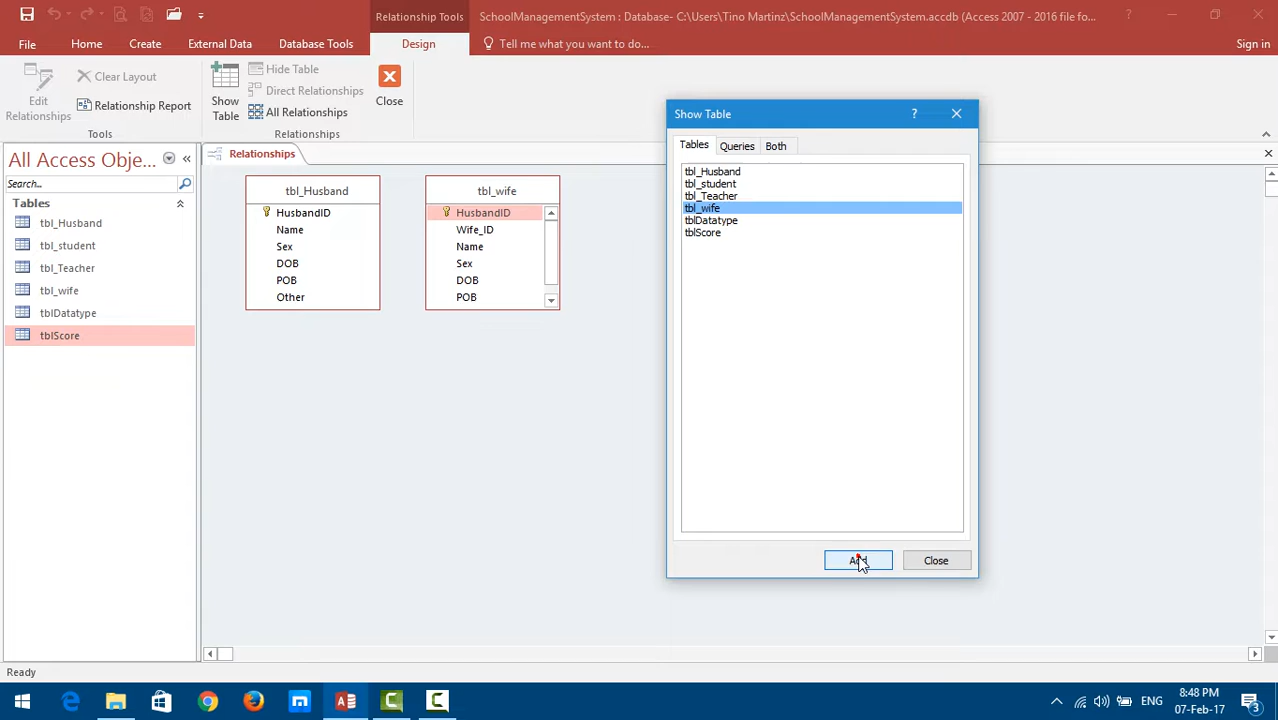 Relationship Tools
SchoolManagementSystem : Database- C:\Users\Tino Martinz\SchoolManagementSystem.accdb (Access 2007 - 2016 file fo...
?
File
Home
Create
External Data
Database Tools
Design
Tell me what you want to do...
Sign in
Edit
Relationships
Clear Layout
Relationship Report
Tools
Show
Table
Hide Table
Direct Relationships
All Relationships
Relationships
Close
All Access Obje...
Search...
Tables
tbl_Husband
tbl_student
tbl_Teacher
tbl_wife
tblDatatype
tblScore
Relationships
tbl_Husband
HusbandID
Name
Sex
DOB
POB
Other
tbl_wife
HusbandID
Wife_ID
Name
Sex
DOB
POB
Show Table
?
Tables
Queries
Both
tbl_Husband
tbl_student
tbl_Teacher
tbl_wife
tblDatatype
tblScore
Add
Close
Ready
ENG
8:48 PM
07-Feb-17
3